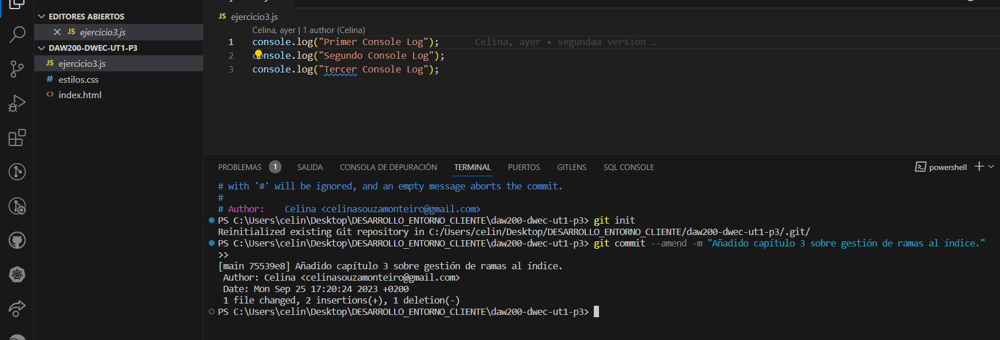 EDITORES ABIERTOS
JS ejercicio3.js
DAW200-DWEC-UT1-P3
JS ejercicio3.js
# estilos.css
<> index.html
JS ejercicio3.js
Celina, ayer | 1 author (Celina)
1 console.log("Primer Console Log"); Celina, ayer • segundaa version …
2 console.log("Segundo Console Log");
3 console.log("Tercer Console Log");
PROBLEMAS 1 SALIDA CONSOLA DE DEPURACIÓN TERMINAL PUERTOS GITLENS SQL CONSOLE powershell
# with '#' will be ignored, and an empty message aborts the commit.
#
# Author: Celina <celinasouzamonteiro@gmail.com>
PS C:\Users\celin\Desktop\DESARROLLO_ENTORNO_CLIENTE\daw200-dwec-ut1-p3> git init
Reinitialized existing Git repository in C:/Users/celin/Desktop/DESARROLLO_ENTORNO_CLIENTE/daw200-dwec-ut1-p3/.git/
PS C:\Users\celin\Desktop\DESARROLLO_ENTORNO_CLIENTE\daw200-dwec-ut1-p3> git commit --amend -m "Añadido capítulo 3 sobre gestión de ramas al índice."
>>
[main 75539e8] Añadido capítulo 3 sobre gestión de ramas al índice.
Author: Celina <celinasouzamonteiro@gmail.com>
Date: Mon Sep 25 17:20:24 2023 +0200
1 file changed, 2 insertions(+), 1 deletion(-)
PS C:\Users\celin\Desktop\DESARROLLO_ENTORNO_CLIENTE\daw200-dwec-ut1-p3>